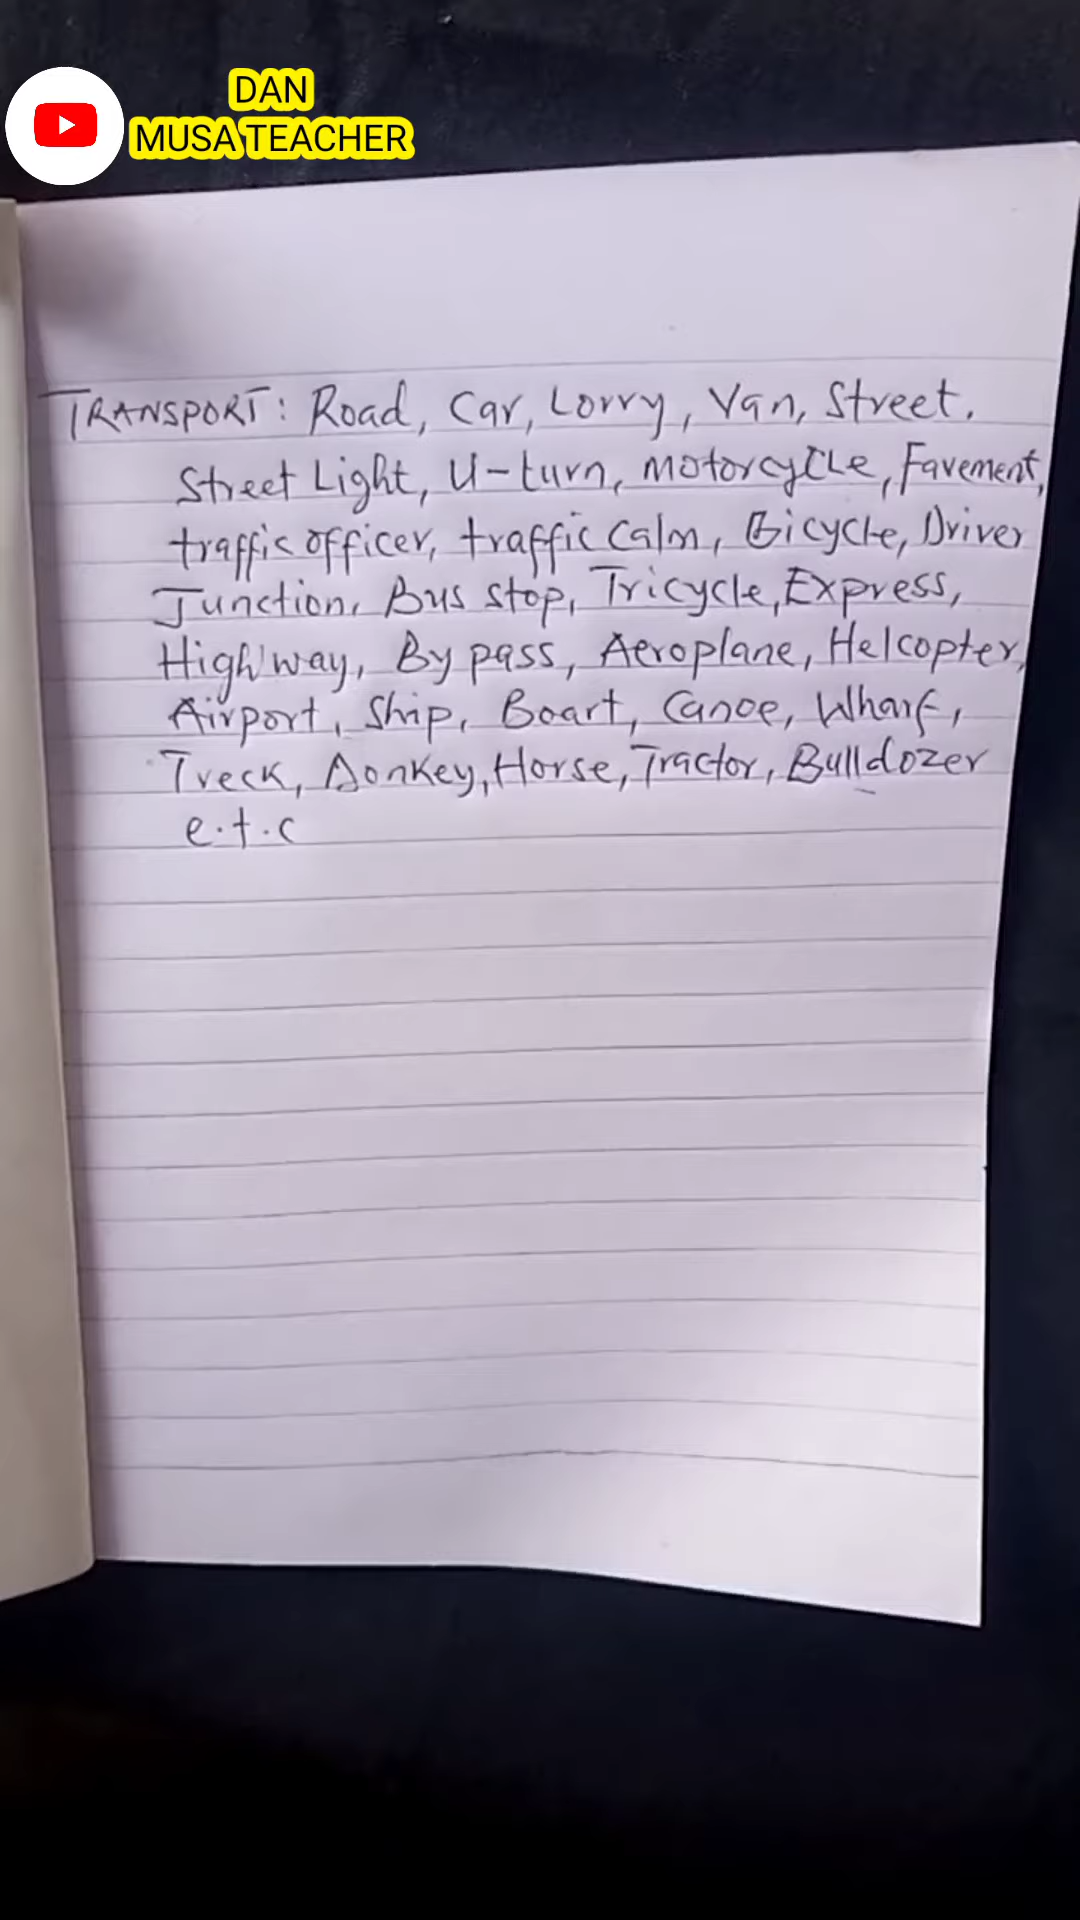 DAN
MUSA TEACHER
TRANSPORT: Road, Car, Lorry, Van, Street.
Street Light, U-turn, Motorcycle, Favement,
traffic officer, traffic Calm, Bicycle, Driver
Junction, Bus stop, Tricycle, Express,
Highway, By pass, Aeroplane, Helcopter,
Airport, Ship, Boart, Canoe, Wharf,
Treck, Donkey, Horse, Tractor, Bulldozer
e.t.c